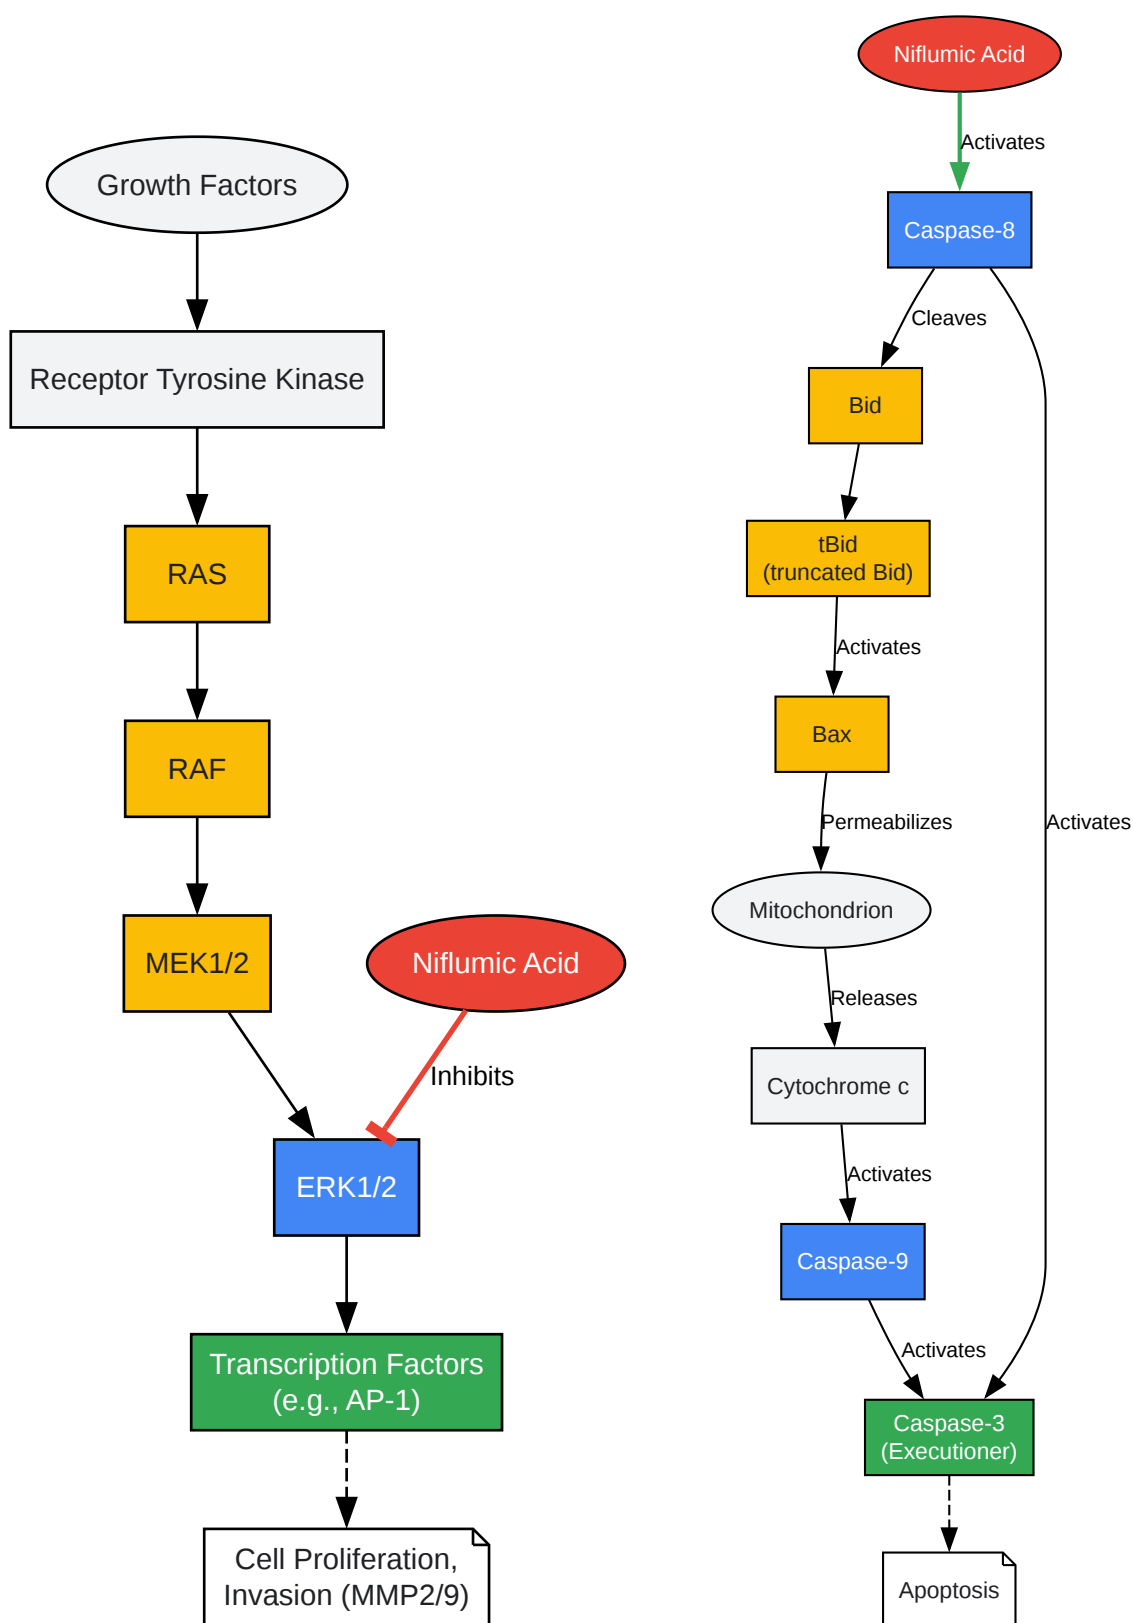 Growth Factors
Receptor Tyrosine Kinase
RAS
RAF
MEK1/2
Niflumic Acid
Inhibits
ERK1/2
Transcription Factors
(e.g., AP-1)
Cell Proliferation,
Invasion (MMP2/9)
Niflumic Acid
Activates
Caspase-8
Cleaves
Bid
tBid
(truncated Bid)
Activates
Bax
Permeabilizes
Activates
Mitochondrion
Releases
Cytochrome c
Activates
Caspase-9
Activates
Caspase-3
(Executioner)
Apoptosis